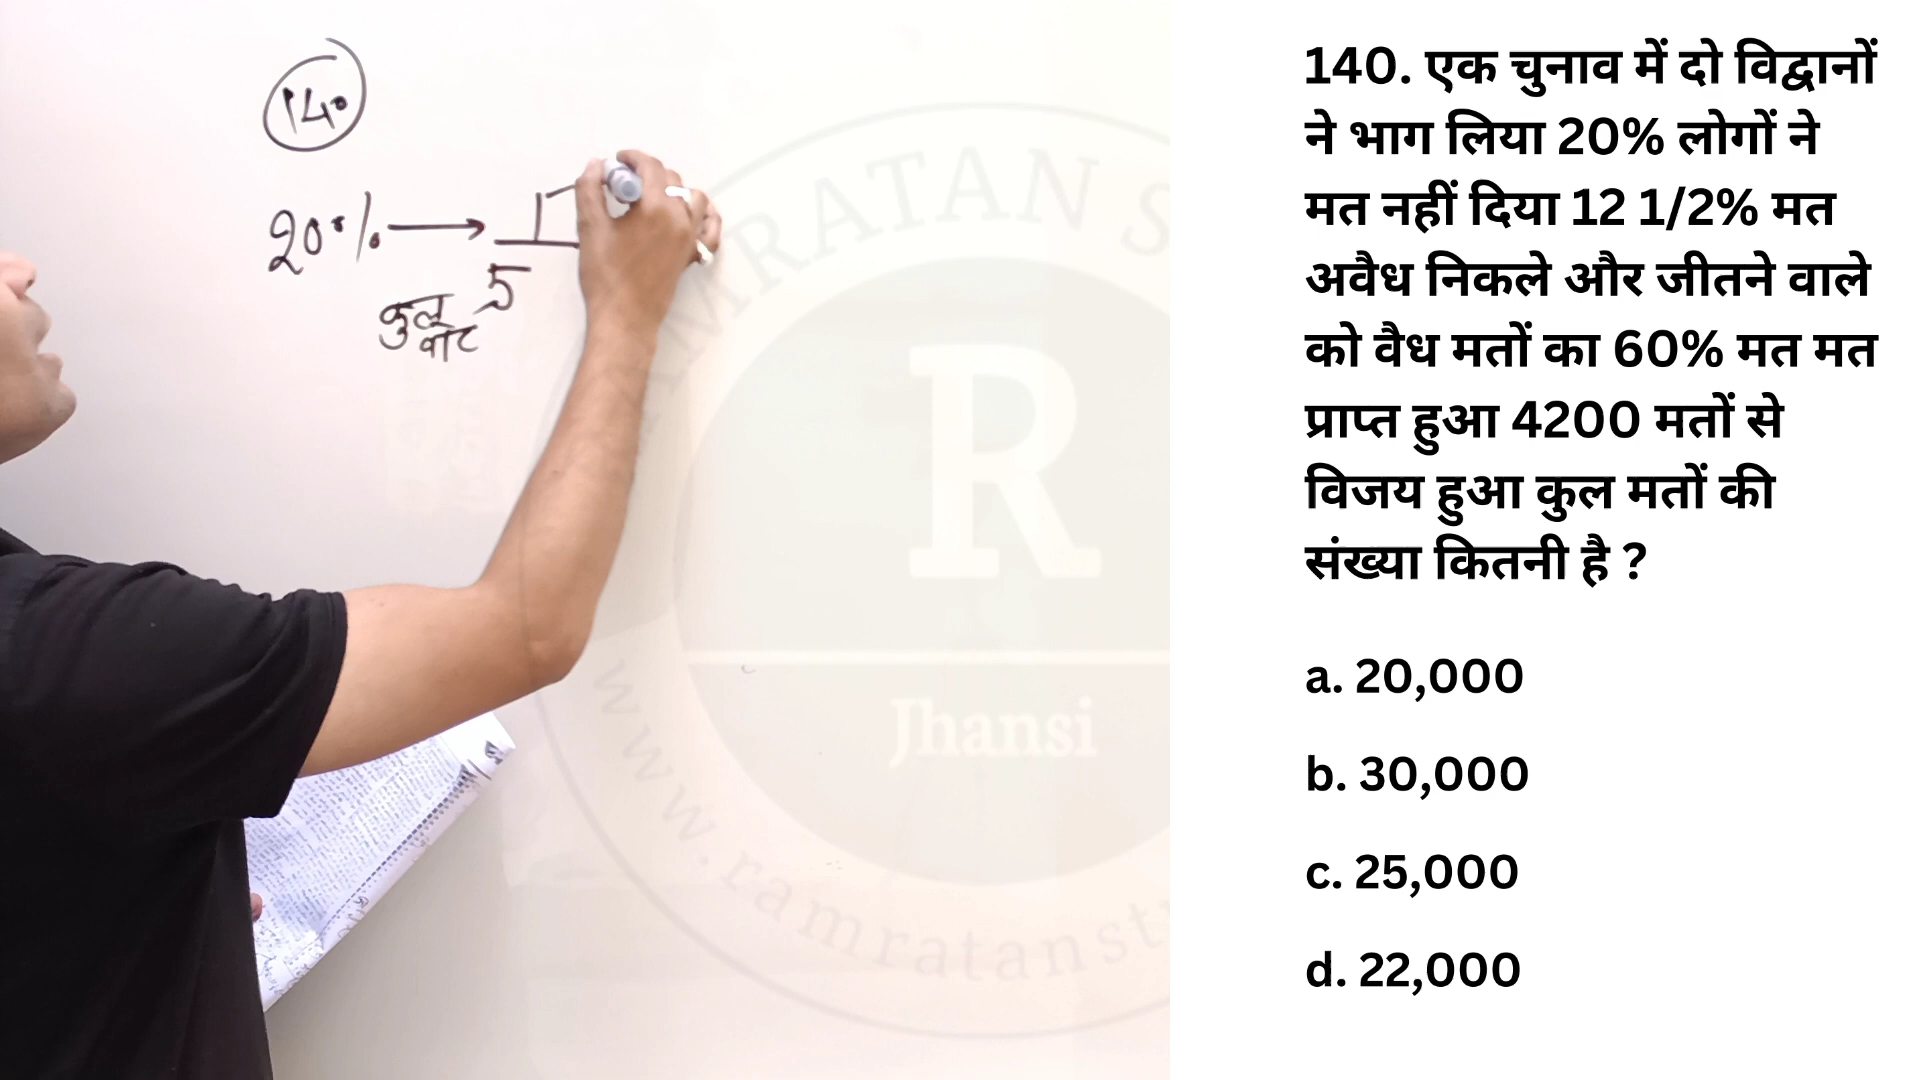 140
20% → 1
5
कुल
वोट
140. एक चुनाव में दो विद्वानों
ने भाग लिया 20% लोगों ने
मत नहीं दिया 12 1/2% मत
अवैध निकले और जीतने वाले
को वैध मतों का 60% मत मत
प्राप्त हुआ 4200 मतों से
विजय हुआ कुल मतों की
संख्या कितनी है ?
a. 20,000
b. 30,000
c. 25,000
d. 22,000
RAMRATAN S
R
Jhansi
www.ramratanst